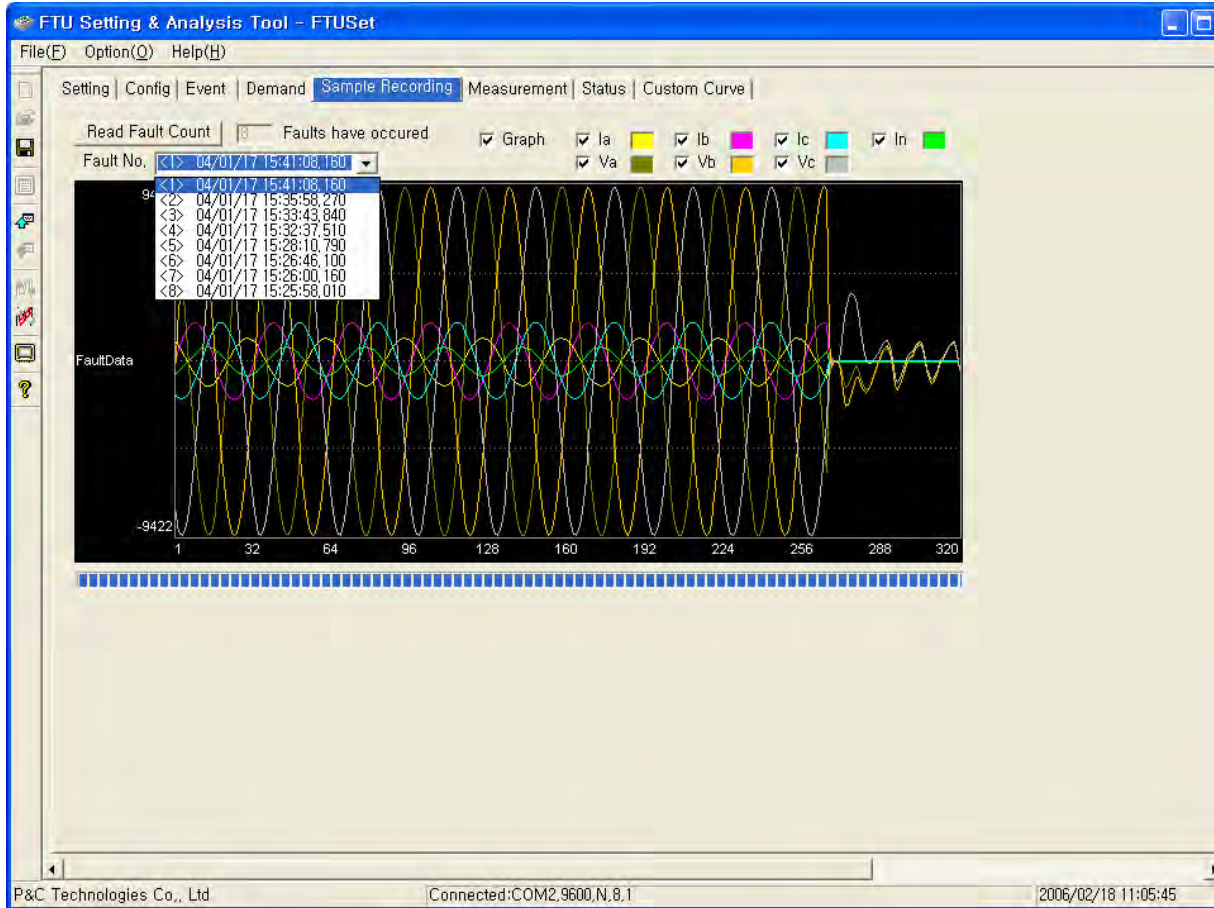 FTU Setting & Analysis Tool - FTUSet
File(F) Option(O) Help(H)
Setting | Config | Event | Demand | Sample Recording | Measurement | Status | Custom Curve |
Read Fault Count 8 Faults have occured
Graph Ia Ib Ic In
Fault No, <1> 04/01/17 15:41:08,160
Va Vb Vc
<1> 04/01/17 15:41:08,160
<2> 04/01/17 15:35:58,270
<3> 04/01/17 15:33:43,840
<4> 04/01/17 15:32:37,510
<5> 04/01/17 15:28:10,790
<6> 04/01/17 15:26:46,100
<7> 04/01/17 15:26:00,160
<8> 04/01/17 15:25:58,010
FaultData
-9422
1 32 64 96 128 160 192 224 256 288 320
P&C Technologies Co,, Ltd
Connected:COM2,9600,N,8,1
2006/02/18 11:05:45